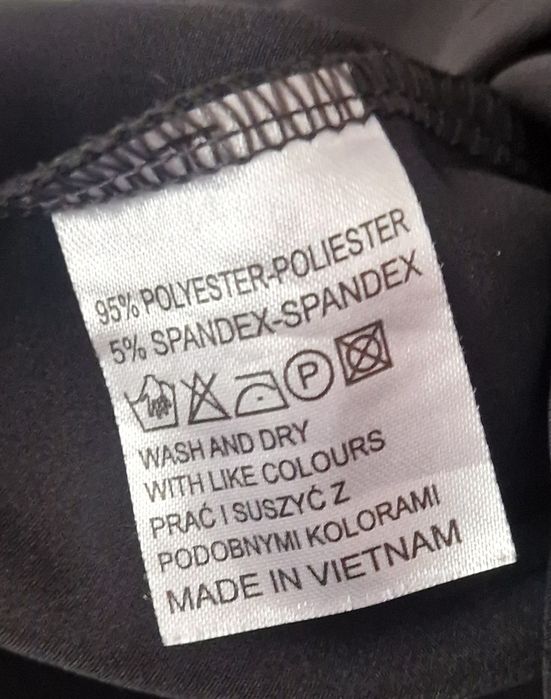 95% POLYESTER-POLIESTER
5% SPANDEX-SPANDEX
P
WASH AND DRY
WITH LIKE COLOURS
PRAĆ I SUSZYĆ Z
PODOBNYMI KOLORAMI
MADE IN VIETNAM